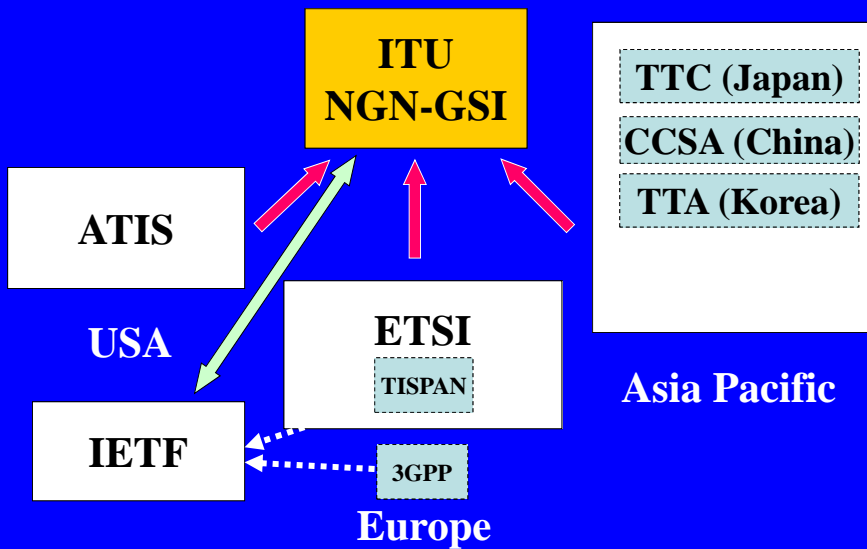 ITU
NGN-GSI
TTC (Japan)
CCSA (China)
TTA (Korea)
ATIS
USA
ETSI
TISPAN
Asia Pacific
IETF
3GPP
Europe